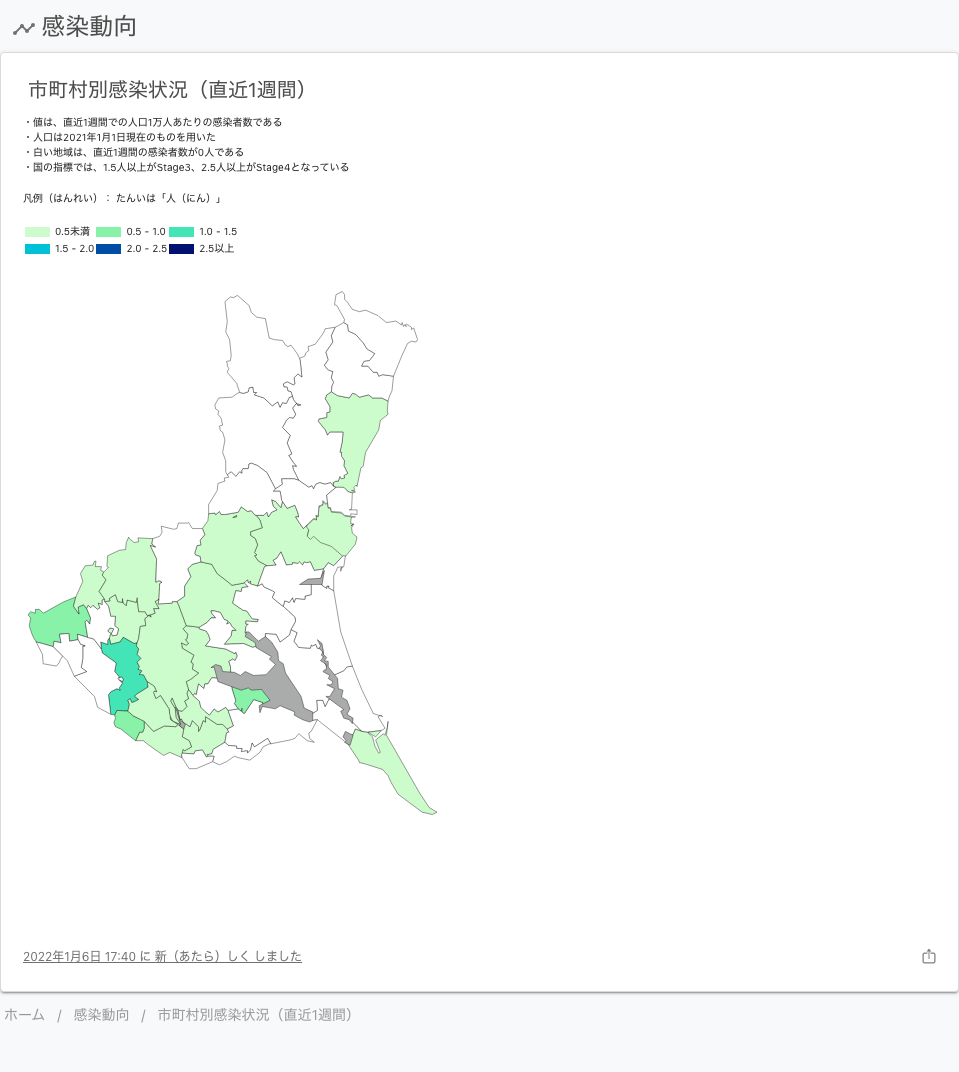 感染動向
市町村別感染状況（直近1週間）
・値は、直近1週間での人口1万人あたりの感染者数である
・人口は2021年1月1日現在のものを用いた
・白い地域は、直近1週間の感染者数が0人である
・国の指標では、1.5人以上がStage3、2.5人以上がStage4となっている
凡例（はんれい）： たんいは「人（にん）」
0.5未満 0.5 - 1.0 1.0 - 1.5
1.5 - 2.0 2.0 - 2.5 2.5以上
2022年1月6日 17:40 に 新（あたら）しく しました
ホーム / 感染動向 / 市町村別感染状況（直近1週間）